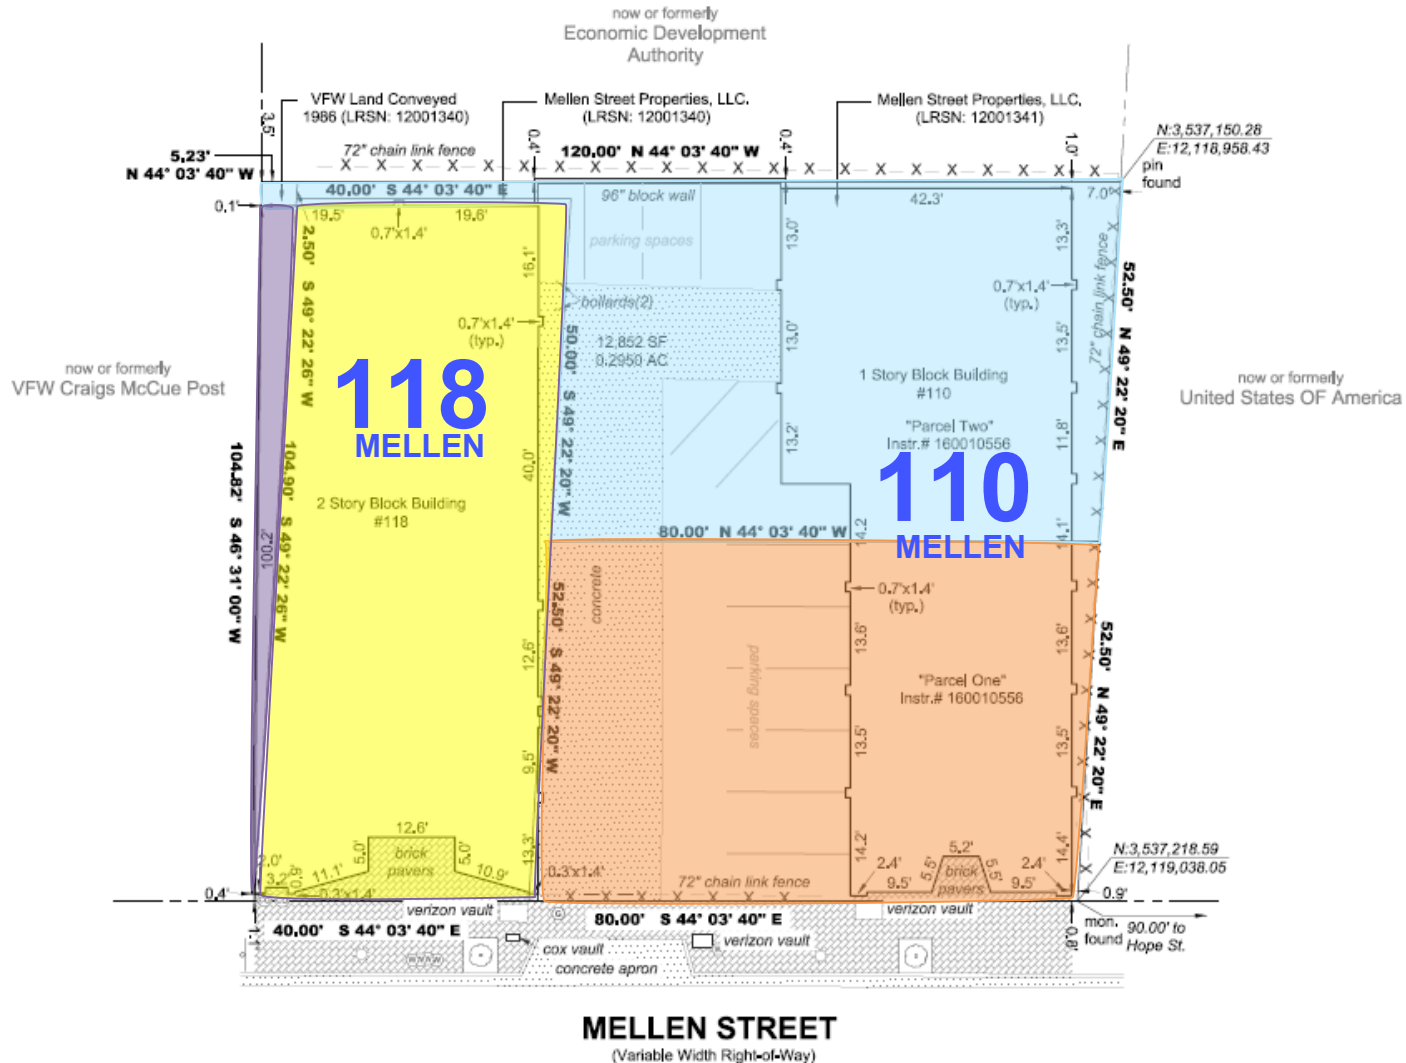 now or formerly
Economic Development
Authority
VFW Land Conveyed
1986 (LRSN: 12001340)
Mellen Street Properties, LLC.
(LRSN: 12001340)
Mellen Street Properties, LLC.
(LRSN: 12001341)
N:3,537,150.28
E:12,118,958.43
pin
found
3.5'
0.4'
0.4'
1.0'
5.23'
N 44° 03' 40" W
72" chain link fence
120.00' N 44° 03' 40" W
40.00' S 44° 03' 40" E
96" block wall
42.3'
7.0'
0.1'
19.5'
19.6'
0.7'x1.4'
parking spaces
13.0'
13.3'
72" chain link fence
2.50' S 49° 22' 26" W
16.1'
bollards(2)
0.7'x1.4'
(typ.)
0.7'x1.4'
(typ.)
12,852 SF
0.2950 AC
13.0'
13.5'
52.50' N 49° 22' 20" E
50.00' S 49° 22' 20" W
now or formerly
VFW Craigs McCue Post
118
MELLEN
1 Story Block Building
#110
"Parcel Two"
Instr.# 160010556
now or formerly
United States OF America
13.2'
11.8'
40.0'
110
MELLEN
2 Story Block Building
#118
104.82' S 46° 31' 00" W
104.90' S 49° 22' 26" W
100.2'
80.00' N 44° 03' 40" W
14.2
14.1'
concrete
0.7'x1.4'
(typ.)
52.50' S 49° 22' 20" W
12.6'
13.6'
13.6'
52.50' N 49° 22' 20" E
parking spaces
"Parcel One"
Instr.# 160010556
9.5'
13.5'
13.5'
12.6'
5.0'
5.0'
brick
pavers
13.3'
14.2'
14.4'
5.2'
N:3,537,218.59
E:12,119,038.05
2.0'
3.2'
10.9'
11.1'
10.9'
0.3'x1.4'
0.3'x1.4'
2.4'
9.5'
5.5'
5.5'
brick
pavers
2.4'
9.5'
72" chain link fence
0.4'
0.9'
verizon vault
verizon vault
1.1'
40.00' S 44° 03' 40" E
80.00' S 44° 03' 40" E
mon.
found
90.00' to
Hope St.
0.8'
cox vault
verizon vault
concrete apron
MELLEN STREET
(Variable Width Right-of-Way)